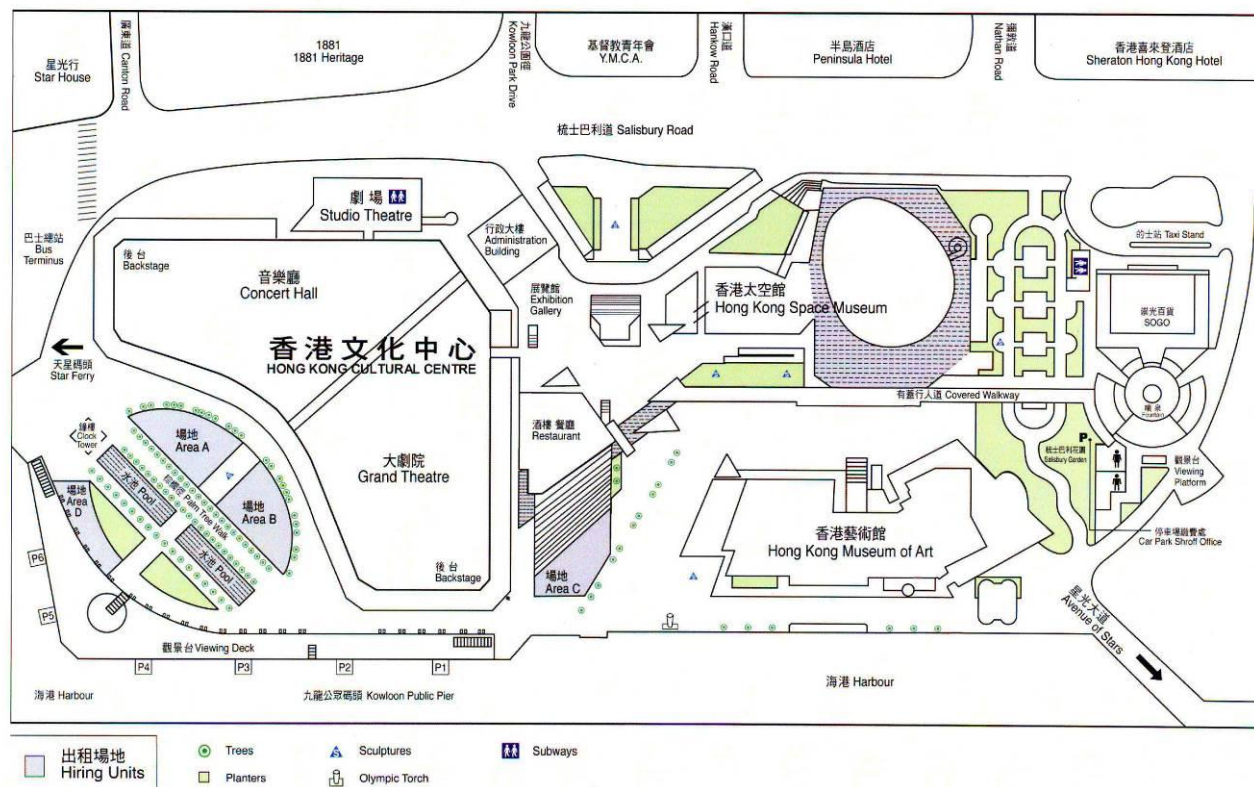 星光行
Star House
廣東道 Canton Road
1881
1881 Heritage
九龍公園徑
Kowloon Park Drive
基督教青年會
Y.M.C.A.
漢口道
Hankow Road
半島酒店
Peninsula Hotel
彌敦道
Nathan Road
香港喜來登酒店
Sheraton Hong Kong Hotel
梳士巴利道 Salisbury Road
劇場
Studio Theatre
巴士總站
Bus
Terminus
後台
Backstage
音樂廳
Concert Hall
行政大樓
Administration
Building
的士站 Taxi Stand
展覽館
Exhibition
Gallery
香港太空館
Hong Kong Space Museum
崇光百貨
SOGO
香港文化中心
HONG KONG CULTURAL CENTRE
天星碼頭
Star Ferry
有蓋行人道 Covered Walkway
噴泉
Fountain
鐘樓
Clock
Tower
場地
Area A
酒樓 餐廳
Restaurant
大劇院
Grand Theatre
梳士巴利花園
Salisbury Garden
P.
觀景台
Viewing
Platform
水池 Pool
Palm Tree Walk
場地
Area B
場地
Area D
水池 Pool
香港藝術館
Hong Kong Museum of Art
停車場繳費處
Car Park Shroff Office
後台
Backstage
場地
Area C
P6
P5
星光大道
Avenue of Stars
觀景台 Viewing Deck
P4
P3
P2
P1
海港 Harbour
九龍公眾碼頭 Kowloon Public Pier
海港 Harbour
出租場地
Hiring Units
Trees
Planters
Sculptures
Olympic Torch
Subways